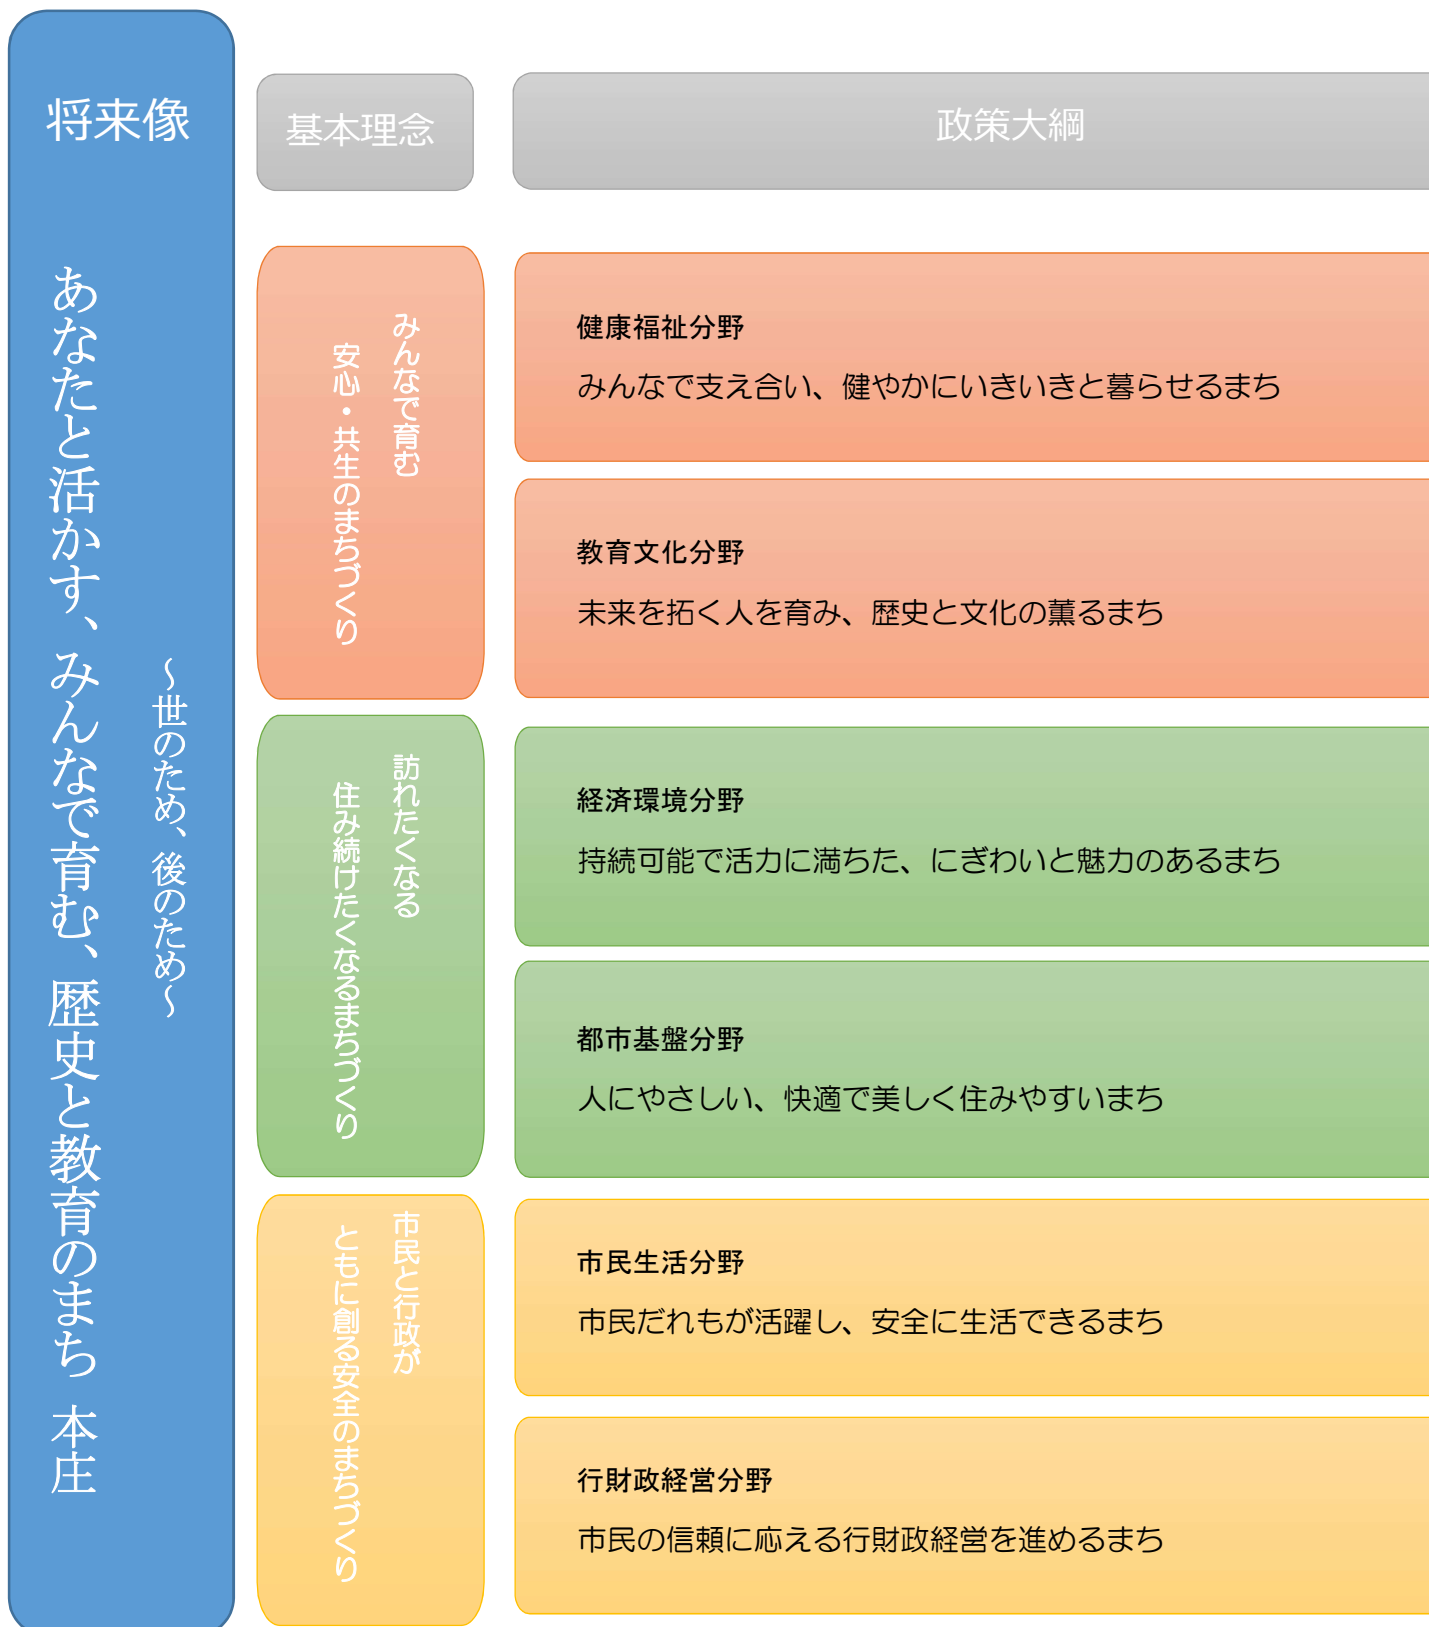 将来像
あなたと活かす、みんなで育む、歴史と教育のまち 本庄
～世のため、後のため～
基本理念
政策大綱
みんなで育む
安心・共生のまちづくり
健康福祉分野
みんなで支え合い、健やかにいきいきと暮らせるまち
教育文化分野
未来を拓く人を育み、歴史と文化の薫るまち
訪れたくなる
住み続けたくなるまちづくり
経済環境分野
持続可能で活力に満ちた、にぎわいと魅力のあるまち
都市基盤分野
人にやさしい、快適で美しく住みやすいまち
市民と行政が
ともに創る安全のまちづくり
市民生活分野
市民だれもが活躍し、安全に生活できるまち
行財政経営分野
市民の信頼に応える行財政経営を進めるまち